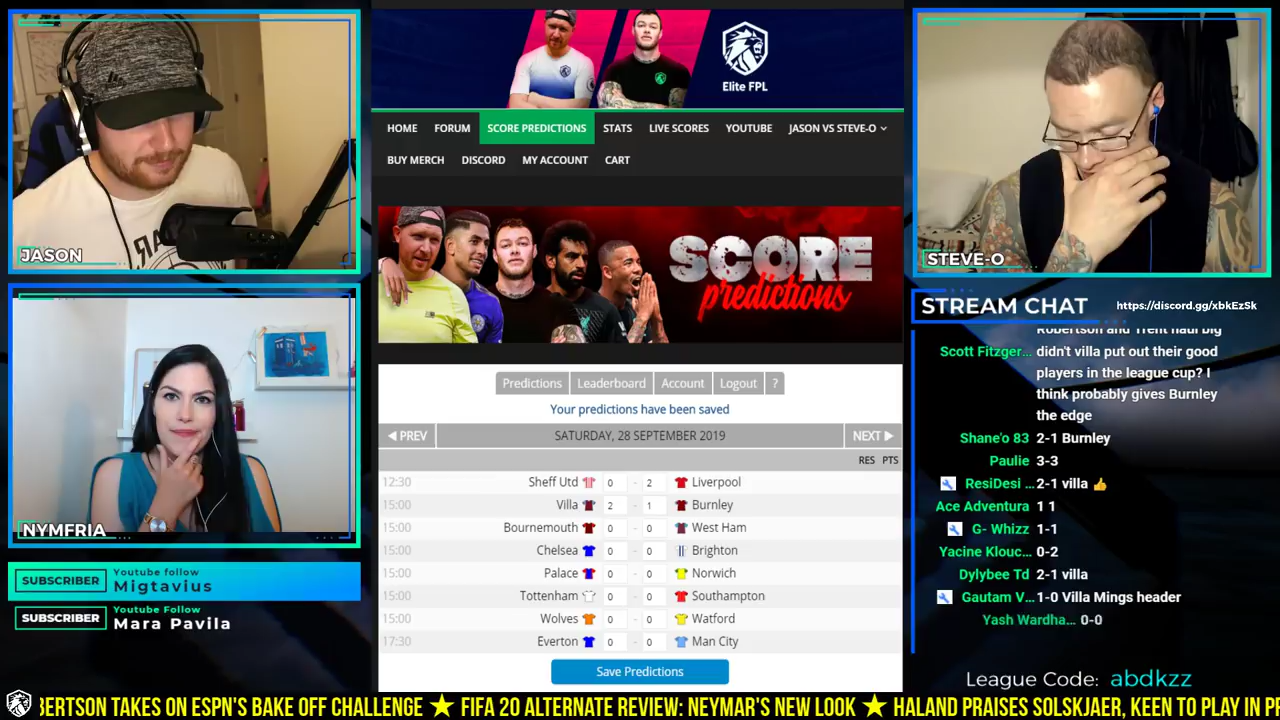 JASON
NYMFRIA
SUBSCRIBER
Youtube follow
Migtavius
SUBSCRIBER
Youtube Follow
Mara Pavila
Elite FPL
HOME FORUM SCORE PREDICTIONS STATS LIVE SCORES YOUTUBE JASON VS STEVE-O
BUY MERCH DISCORD MY ACCOUNT CART
SCORE
predictions
Predictions Leaderboard Account Logout ?
Your predictions have been saved
PREV SATURDAY, 28 SEPTEMBER 2019 NEXT
RES PTS
12:30 Sheff Utd 0 - 2 Liverpool
15:00 Villa 2 - 1 Burnley
15:00 Bournemouth 0 - 0 West Ham
15:00 Chelsea 0 - 0 Brighton
15:00 Palace 0 - 0 Norwich
15:00 Tottenham 0 - 0 Southampton
15:00 Wolves 0 - 0 Watford
17:30 Everton 0 - 0 Man City
Save Predictions
STEVE-O
STREAM CHAT https://discord.gg/xbkEzSk
Robertson and Trent haul big
Scott Fitzger... didn't villa put out their good
players in the league cup? I
think probably gives Burnley
the edge
Shane'o 83 2-1 Burnley
Paulie 3-3
ResiDesi ... 2-1 villa 👍
Ace Adventura 1 1
G- Whizz 1-1
Yacine Klouc... 0-2
Dylybee Td 2-1 villa
Gautam V... 1-0 Villa Mings header
Yash Wardha... 0-0
League Code: abdkzz
BERTSON TAKES ON ESPN'S BAKE OFF CHALLENGE ★ FIFA 20 ALTERNATE REVIEW: NEYMAR'S NEW LOOK ★ HALAND PRAISES SOLSKJAER, KEEN TO PLAY IN PR